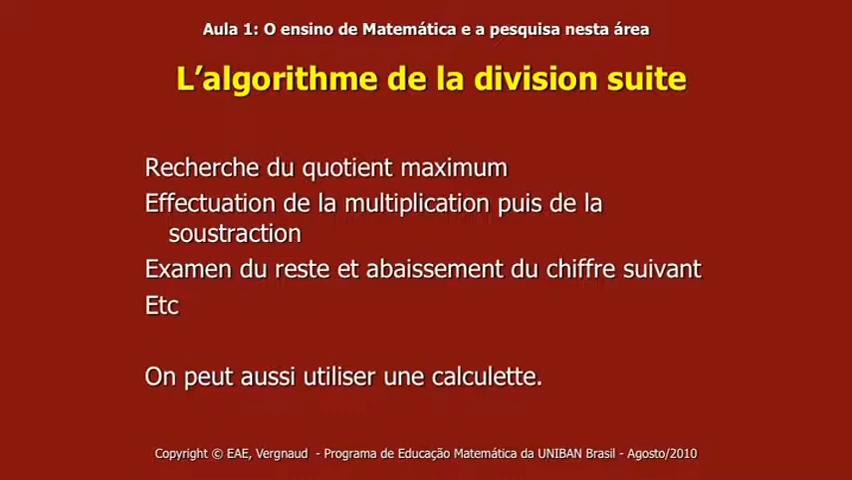 Aula 1: O ensino de Matemática e a pesquisa nesta área
L’algorithme de la division suite
Recherche du quotient maximum
Effectuation de la multiplication puis de la
soustraction
Examen du reste et abaissement du chiffre suivant
Etc
On peut aussi utiliser une calculette.
Copyright © EAE, Vergnaud - Programa de Educação Matemática da UNIBAN Brasil - Agosto/2010